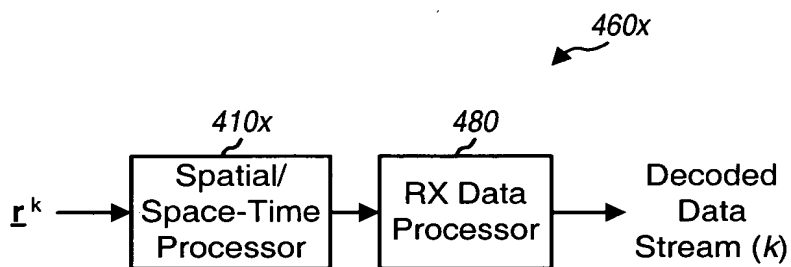 460x
410x
480
r^k
Spatial/
Space-Time
Processor
RX Data
Processor
Decoded
Data
Stream (k)